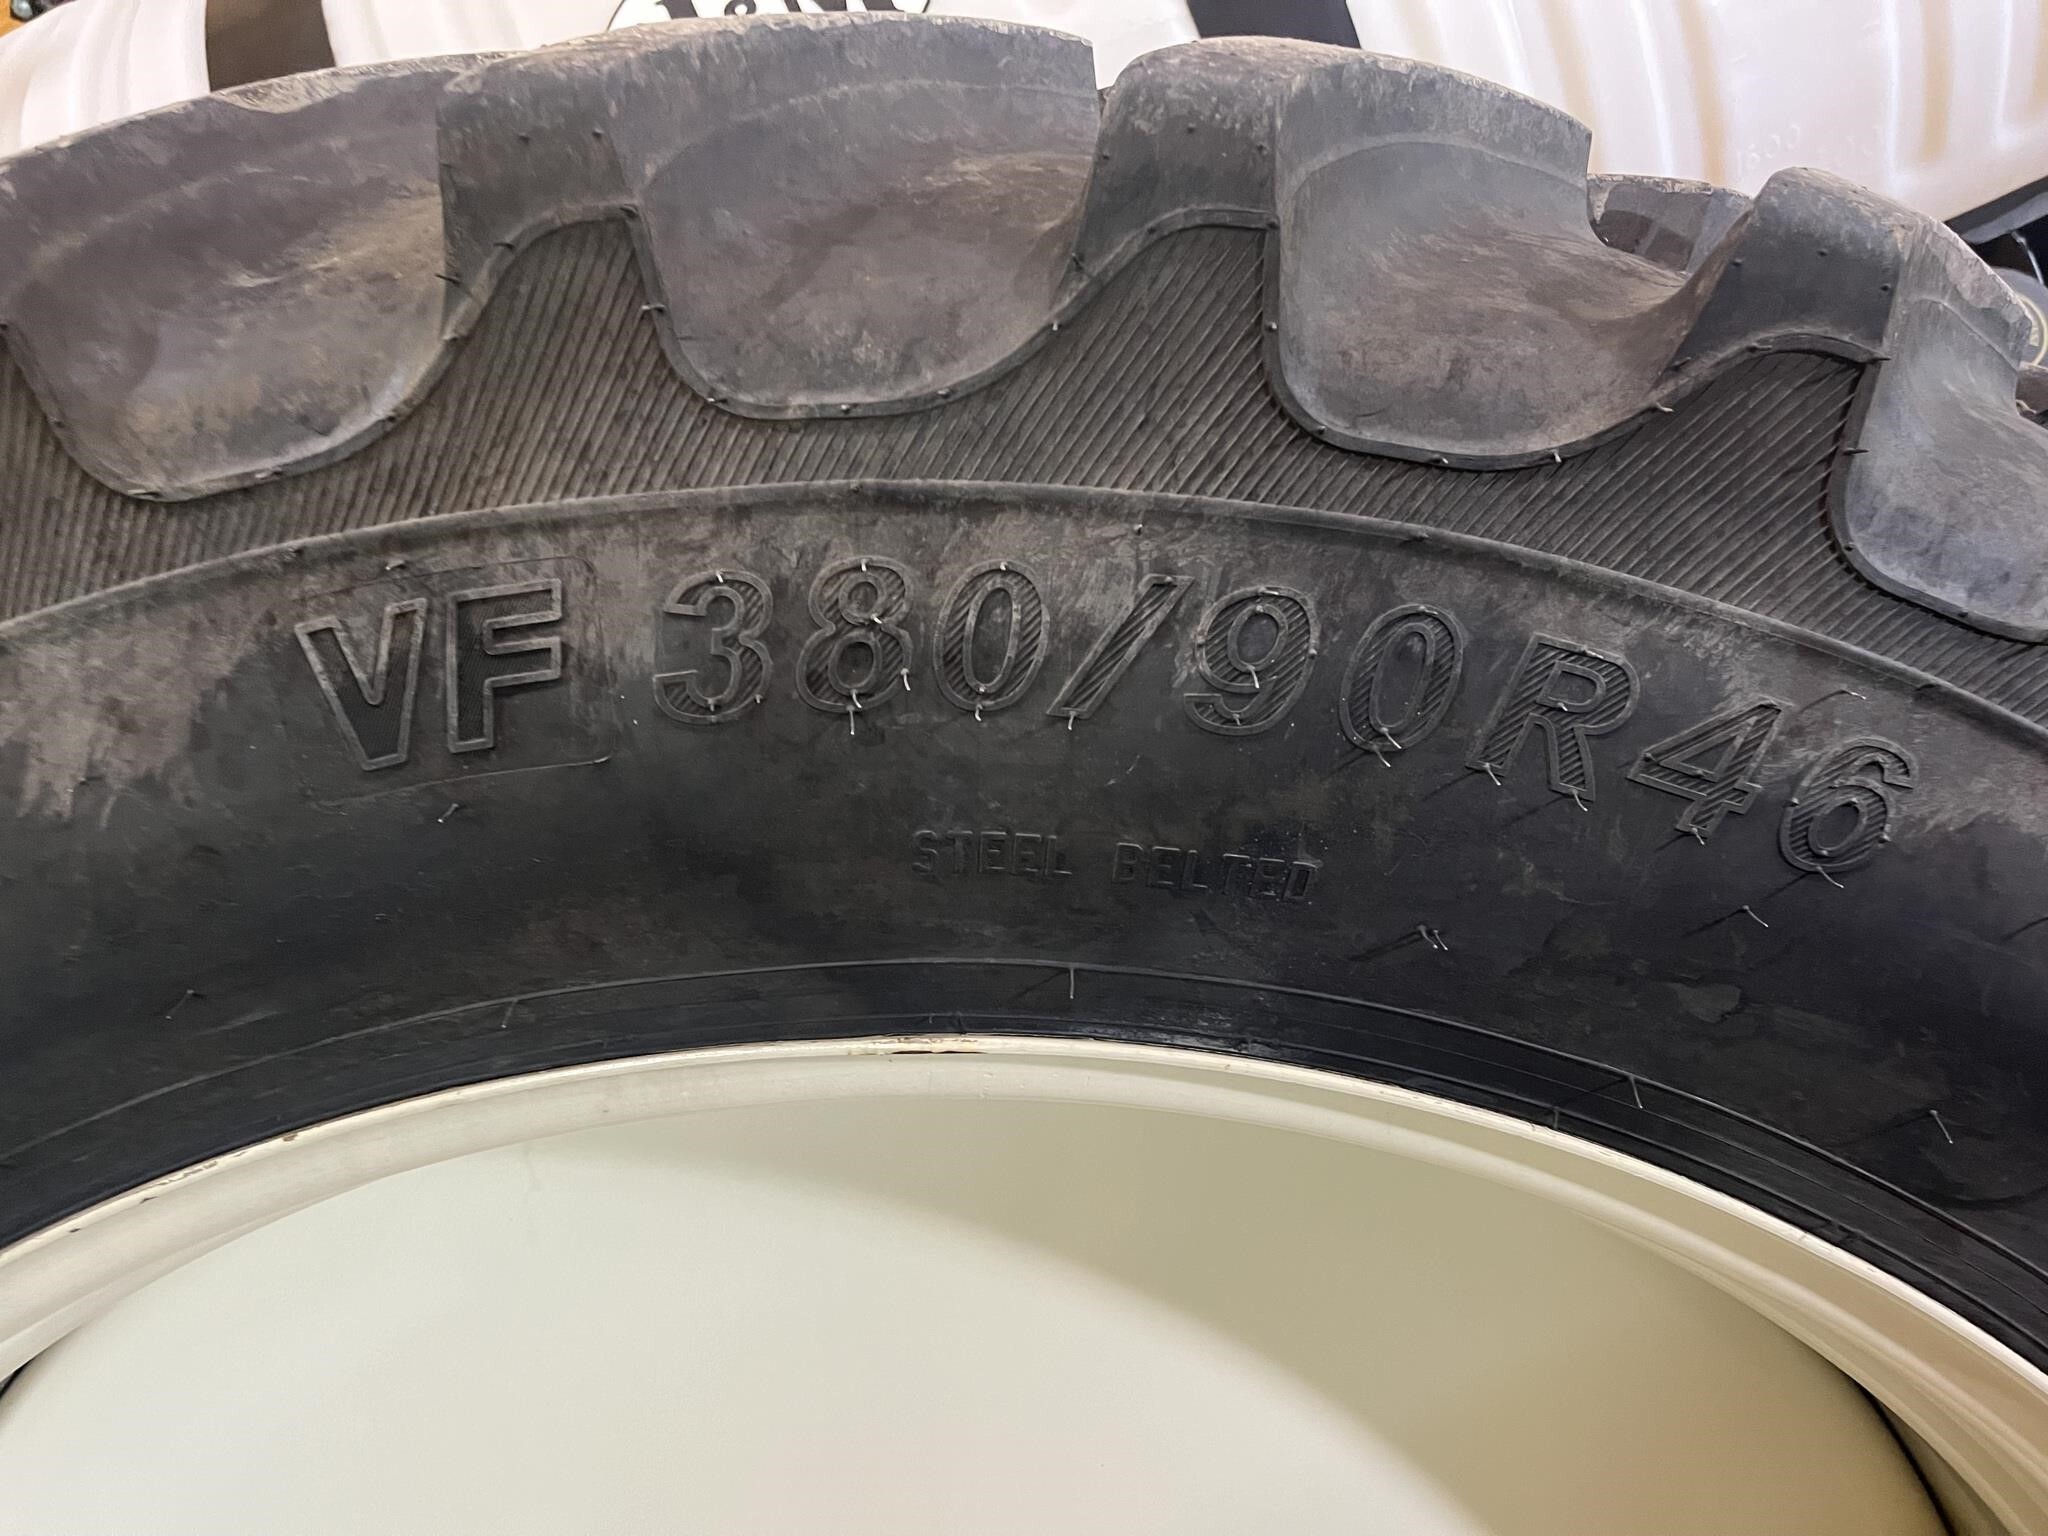 VF 380/90R46
STEEL BELTED